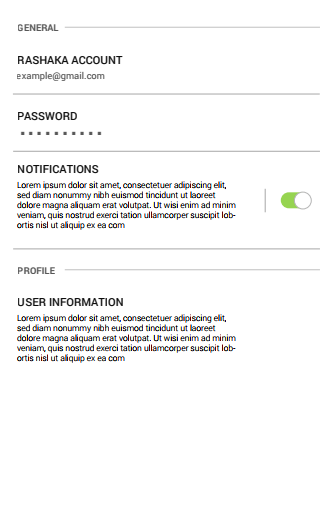 GENERAL
RASHAKA ACCOUNT
example@gmail.com
PASSWORD
NOTIFICATIONS
Lorem ipsum dolor sit amet, consectetuer adipiscing elit,
sed diam nonummy nibh euismod tincidunt ut laoreet
dolore magna aliquam erat volutpat. Ut wisi enim ad minim
veniam, quis nostrud exerci tation ullamcorper suscipit lob-
ortis nisl ut aliquip ex ea com
PROFILE
USER INFORMATION
Lorem ipsum dolor sit amet, consectetuer adipiscing elit,
sed diam nonummy nibh euismod tincidunt ut laoreet
dolore magna aliquam erat volutpat. Ut wisi enim ad minim
veniam, quis nostrud exerci tation ullamcorper suscipit lob-
ortis nisl ut aliquip ex ea com